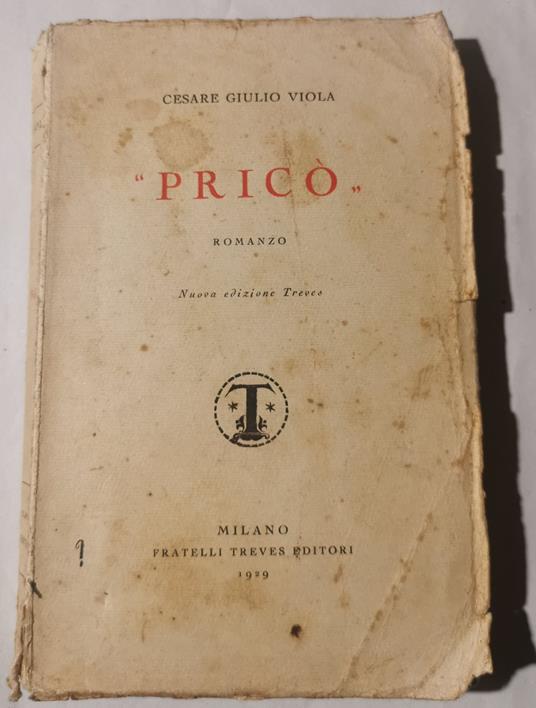 CESARE GIULIO VIOLA
“PRICÒ„
ROMANZO
Nuova edizione Treves
T
MILANO
FRATELLI TREVES EDITORI
1929